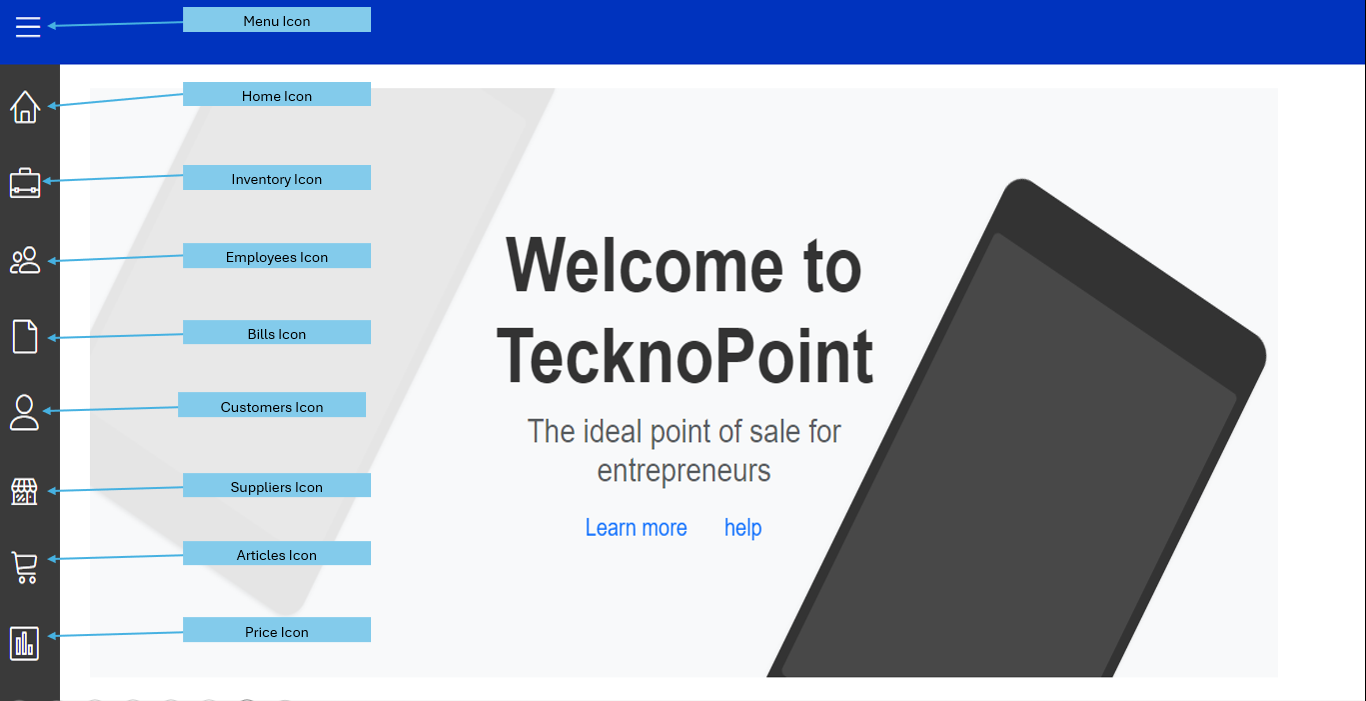 Menu Icon
Home Icon
Inventory Icon
Employees Icon
Bills Icon
Customers Icon
Suppliers Icon
Articles Icon
Price Icon
Welcome to
TecknoPoint
The ideal point of sale for
entrepreneurs
Learn more help